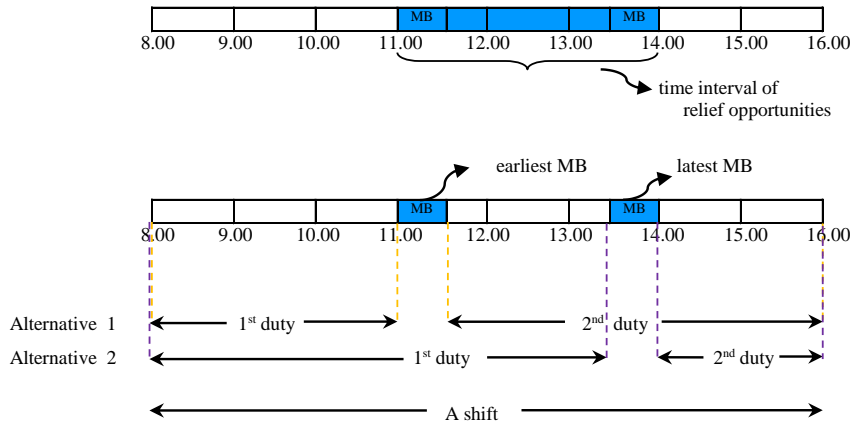 MB MB
8.00 9.00 10.00 11.00 12.00 13.00 14.00 15.00 16.00
time interval of
relief opportunities
earliest MB latest MB
MB MB
8.00 9.00 10.00 11.00 12.00 13.00 14.00 15.00 16.00
Alternative 1 1st duty 2nd duty
Alternative 2 1st duty 2nd duty
A shift